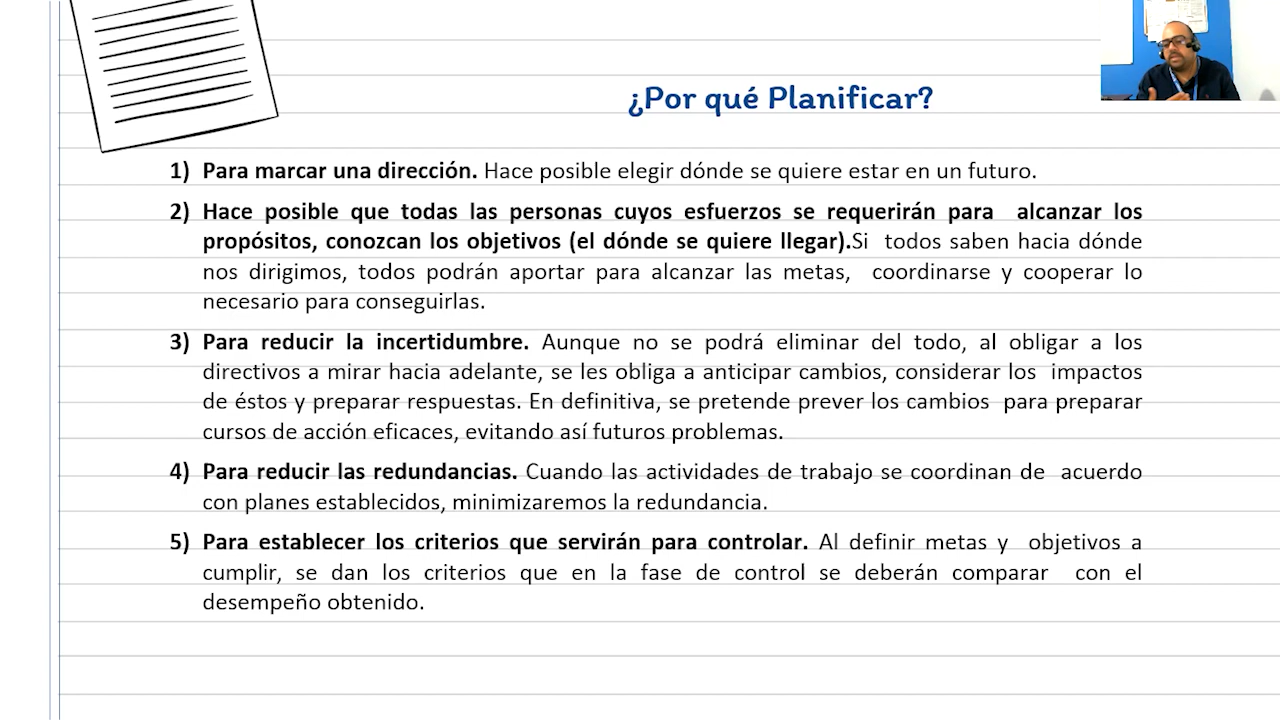 ¿Por qué Planificar?
1) Para marcar una dirección. Hace posible elegir dónde se quiere estar en un futuro.
2) Hace posible que todas las personas cuyos esfuerzos se requerirán para alcanzar los
propósitos, conozcan los objetivos (el dónde se quiere llegar).Si todos saben hacia dónde
nos dirigimos, todos podrán aportar para alcanzar las metas, coordinarse y cooperar lo
necesario para conseguirlas.
3) Para reducir la incertidumbre. Aunque no se podrá eliminar del todo, al obligar a los
directivos a mirar hacia adelante, se les obliga a anticipar cambios, considerar los impactos
de éstos y preparar respuestas. En definitiva, se pretende prever los cambios para preparar
cursos de acción eficaces, evitando así futuros problemas.
4) Para reducir las redundancias. Cuando las actividades de trabajo se coordinan de acuerdo
con planes establecidos, minimizaremos la redundancia.
5) Para establecer los criterios que servirán para controlar. Al definir metas y objetivos a
cumplir, se dan los criterios que en la fase de control se deberán comparar con el
desempeño obtenido.